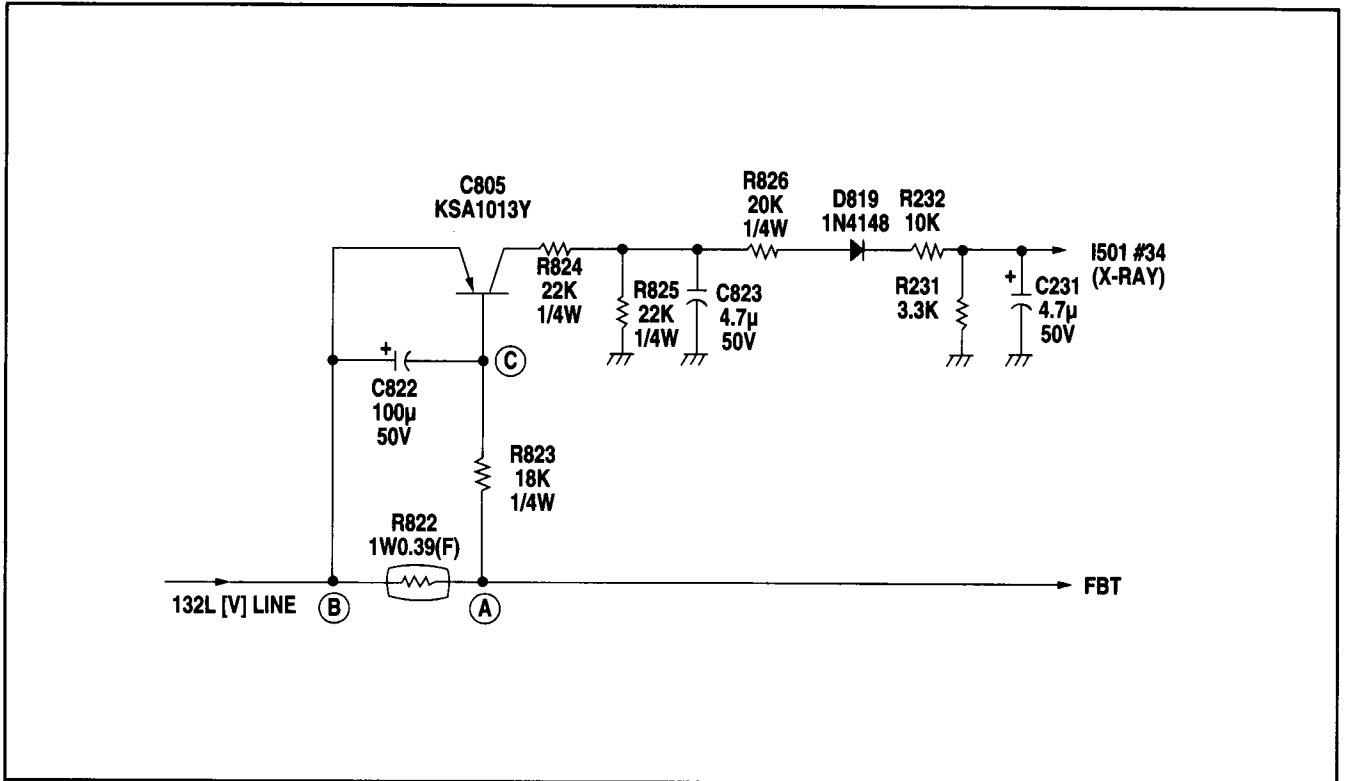 C805
KSA1013Y
R824
22K
1/4W
R825
22K
1/4W
C823
4.7µ
50V
R826
20K
1/4W
D819
1N4148
R232
10K
R231
3.3K
+
C231
4.7µ
50V
I501 #34
(X-RAY)
+
C822
100µ
50V
C
R823
18K
1/4W
R822
1W0.39(F)
132L [V] LINE
B
A
FBT